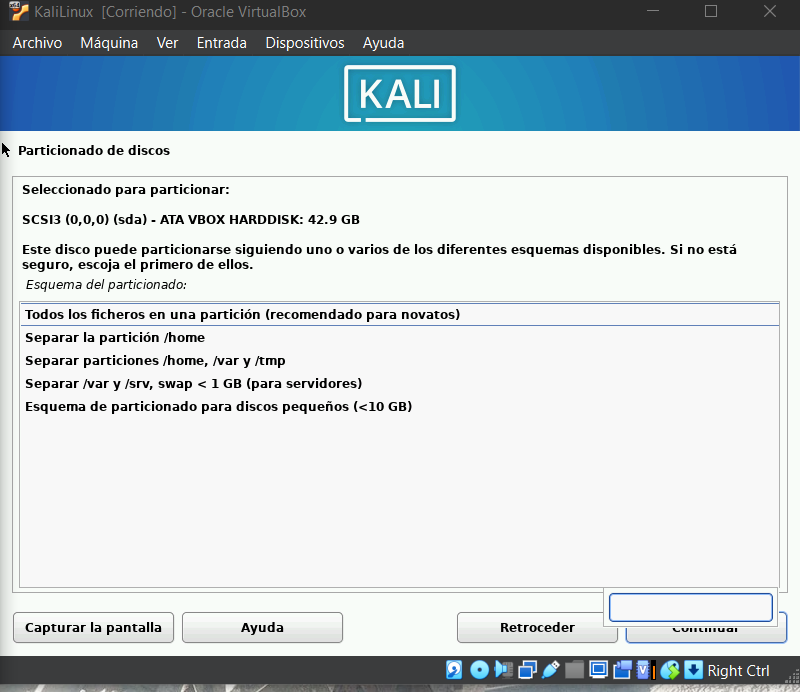 KaliLinux [Corriendo] - Oracle VirtualBox
Archivo Máquina Ver Entrada Dispositivos Ayuda
KALI
Particionado de discos
Seleccionado para particionar:
SCSI3 (0,0,0) (sda) - ATA VBOX HARDDISK: 42.9 GB
Este disco puede particionarse siguiendo uno o varios de los diferentes esquemas disponibles. Si no está
seguro, escoja el primero de ellos.
Esquema del particionado:
Todos los ficheros en una partición (recomendado para novatos)
Separar la partición /home
Separar particiones /home, /var y /tmp
Separar /var y /srv, swap < 1 GB (para servidores)
Esquema de particionado para discos pequeños (<10 GB)
Capturar la pantalla Ayuda Retroceder Continuar
Right Ctrl